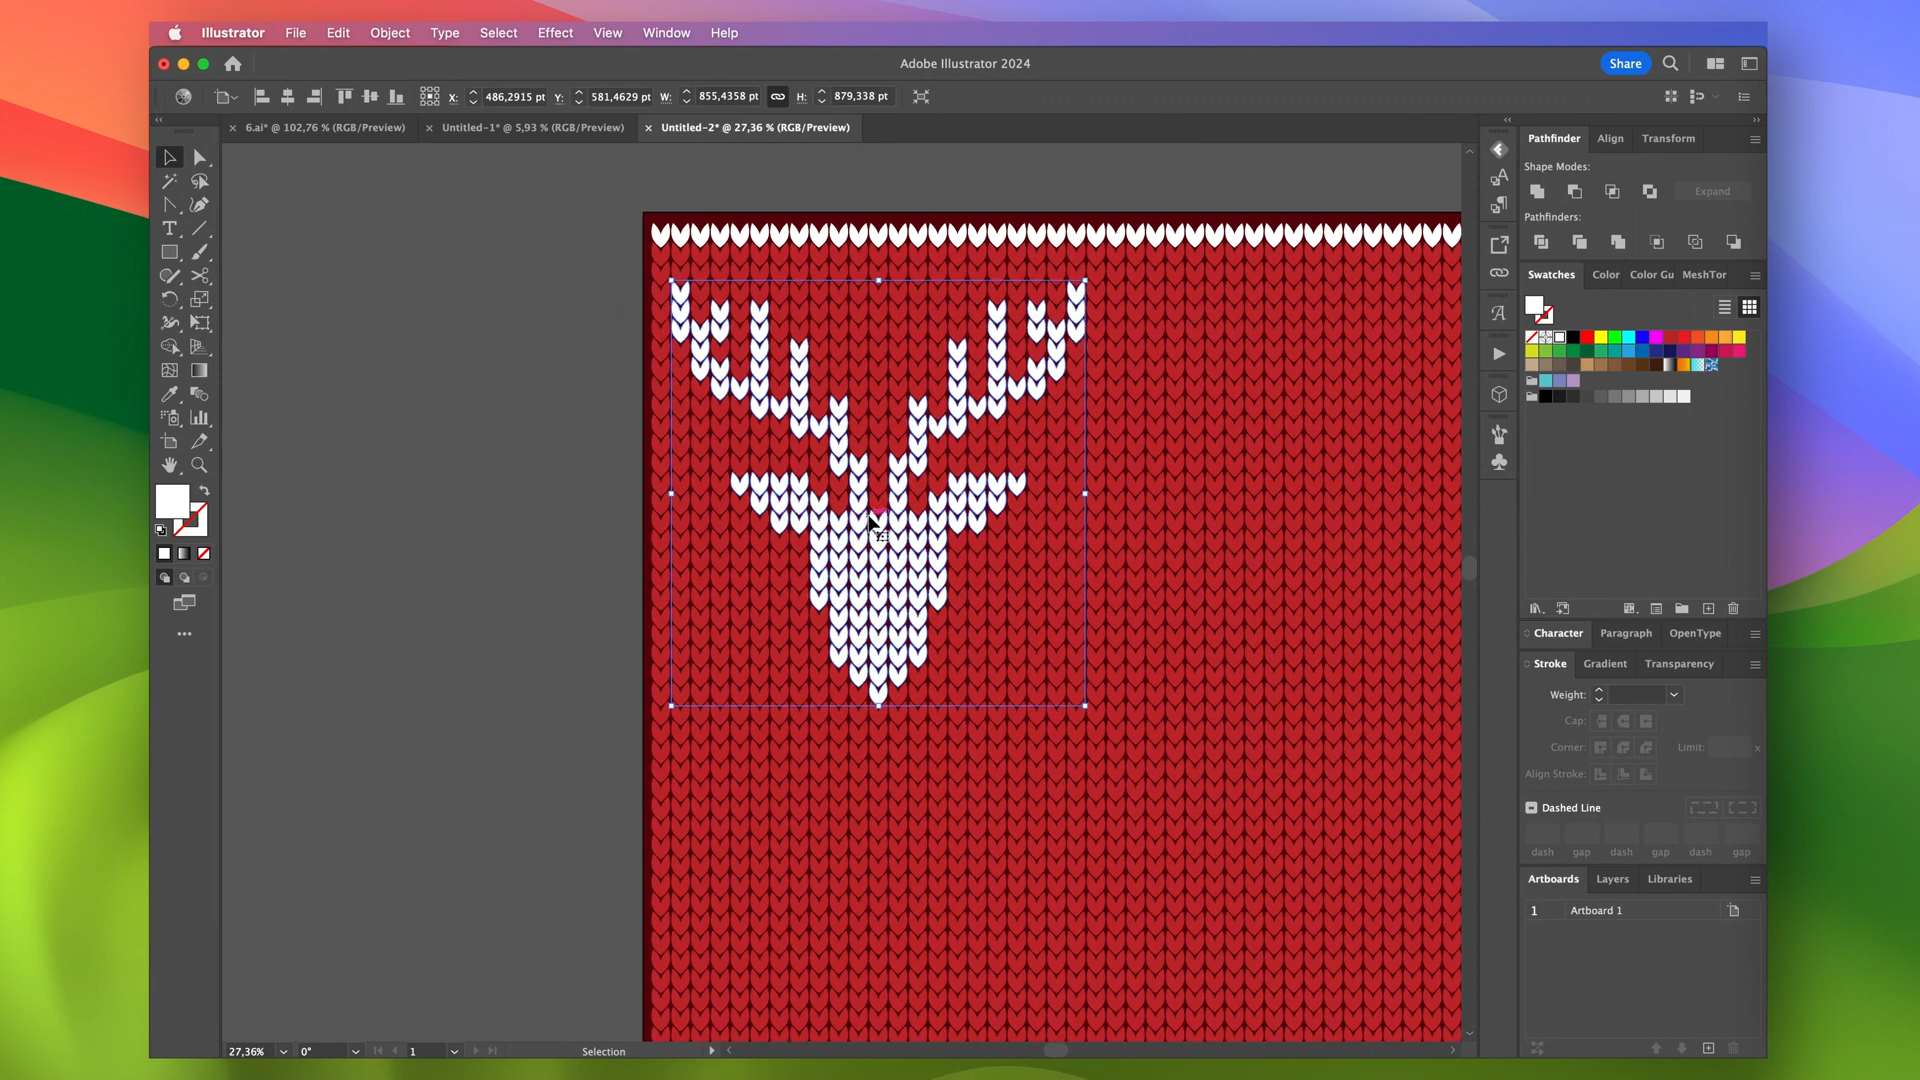 Illustrator File Edit Object Type Select Effect View Window Help
Adobe Illustrator 2024
Share
X: 486,2915 pt Y: 581,4629 pt W: 855,4358 pt H: 879,338 pt
6.ai* @ 102,76 % (RGB/Preview) Untitled-1* @ 5,93 % (RGB/Preview) Untitled-2* @ 27,36 % (RGB/Preview)
Pathfinder Align Transform
Shape Modes:
Expand
Pathfinders:
Swatches Color Color Gu MeshTor
Character Paragraph OpenType
Stroke Gradient Transparency
Weight:
Cap:
Corner: Limit: x
Align Stroke:
Dashed Line
dash gap dash gap dash gap
Artboards Layers Libraries
1 Artboard 1
27,36% 0° 1 Selection